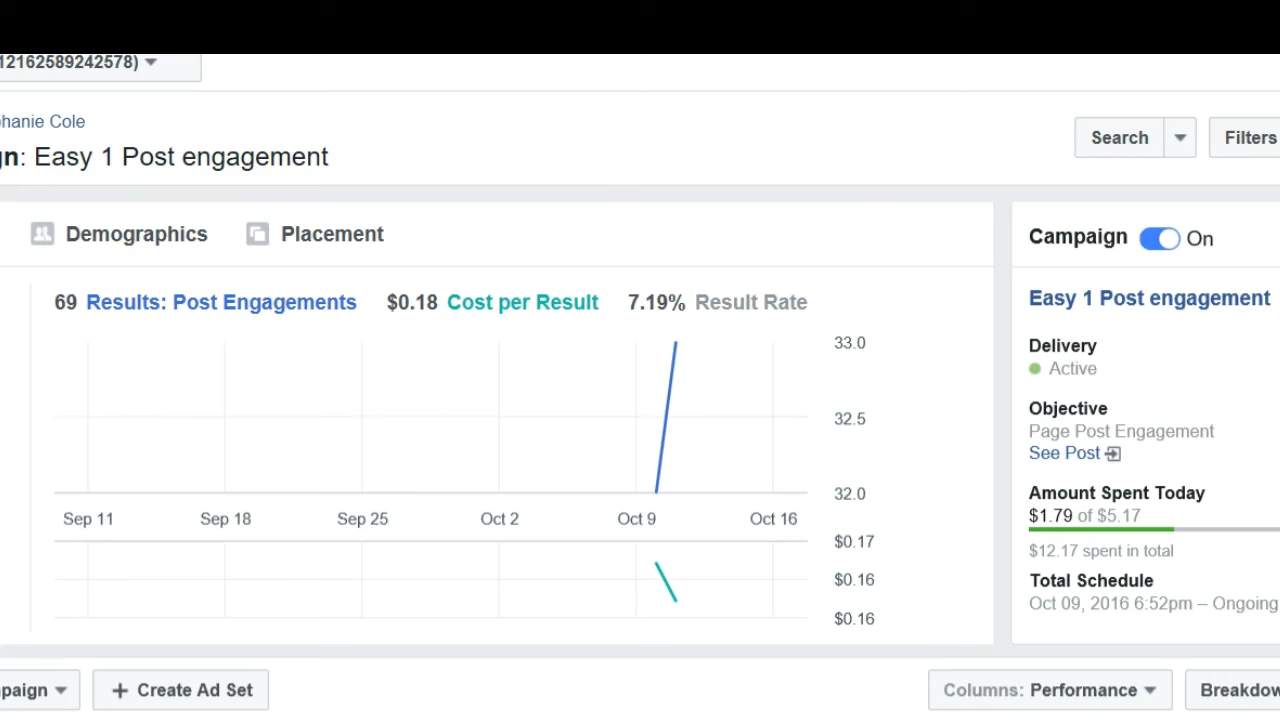 12162589242578)
hanie Cole
gn: Easy 1 Post engagement
Search
Filters
Demographics Placement
Campaign On
69 Results: Post Engagements $0.18 Cost per Result 7.19% Result Rate
33.0
32.5
32.0
Sep 11 Sep 18 Sep 25 Oct 2 Oct 9 Oct 16
$0.17
$0.16
$0.16
Easy 1 Post engagement
Delivery
Active
Objective
Page Post Engagement
See Post
Amount Spent Today
$1.79 of $5.17
$12.17 spent in total
Total Schedule
Oct 09, 2016 6:52pm – Ongoing
paign + Create Ad Set
Columns: Performance
Breakdow